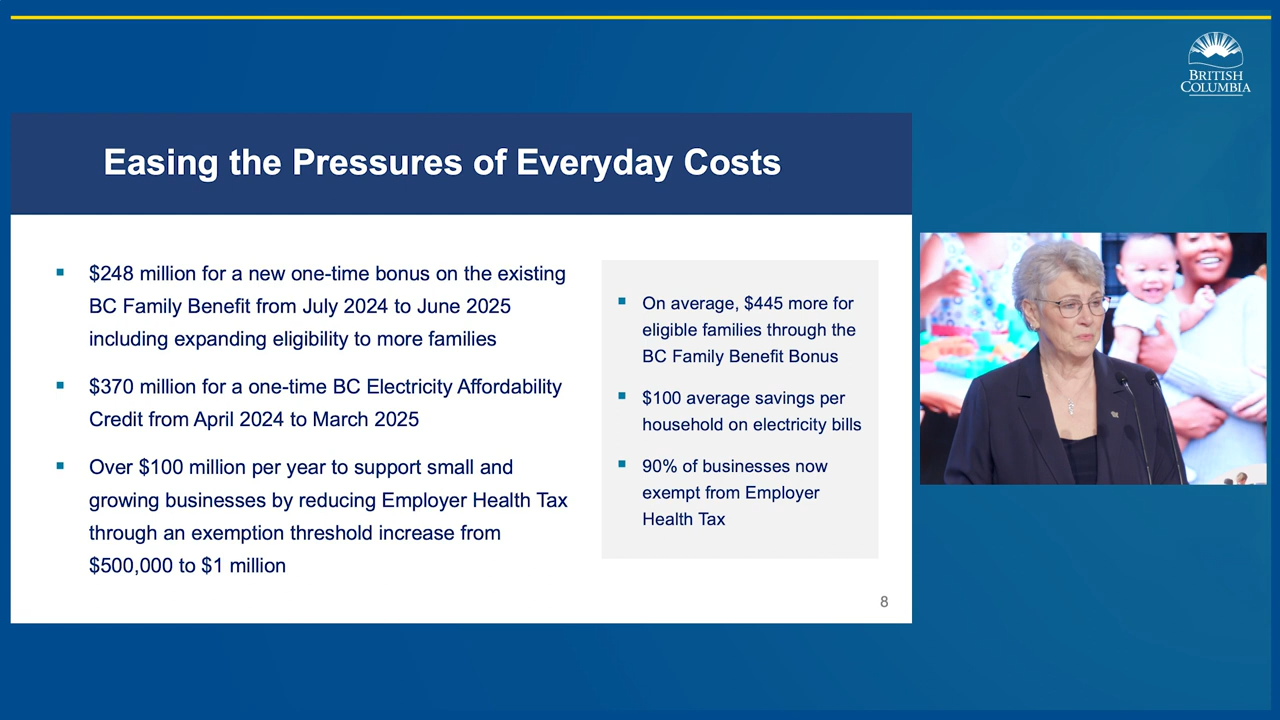 BRITISH
COLUMBIA
Easing the Pressures of Everyday Costs
▪ $248 million for a new one-time bonus on the existing
BC Family Benefit from July 2024 to June 2025
including expanding eligibility to more families
▪ $370 million for a one-time BC Electricity Affordability
Credit from April 2024 to March 2025
▪ Over $100 million per year to support small and
growing businesses by reducing Employer Health Tax
through an exemption threshold increase from
$500,000 to $1 million
▪ On average, $445 more for
eligible families through the
BC Family Benefit Bonus
▪ $100 average savings per
household on electricity bills
▪ 90% of businesses now
exempt from Employer
Health Tax
8